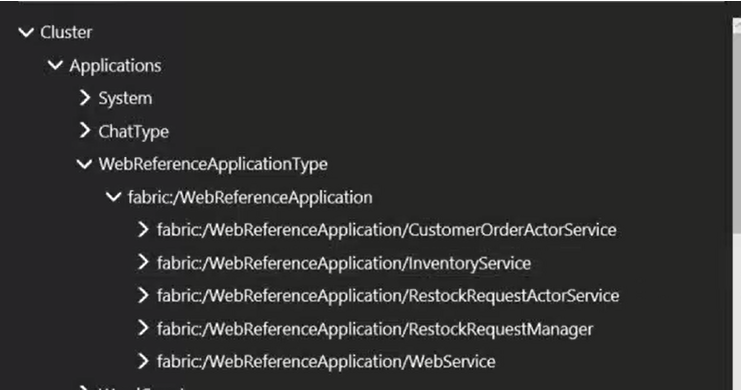 Cluster
Applications
System
ChatType
WebReferenceApplicationType
fabric:/WebReferenceApplication
fabric:/WebReferenceApplication/CustomerOrderActorService
fabric:/WebReferenceApplication/InventoryService
fabric:/WebReferenceApplication/RestockRequestActorService
fabric:/WebReferenceApplication/RestockRequestManager
fabric:/WebReferenceApplication/WebService